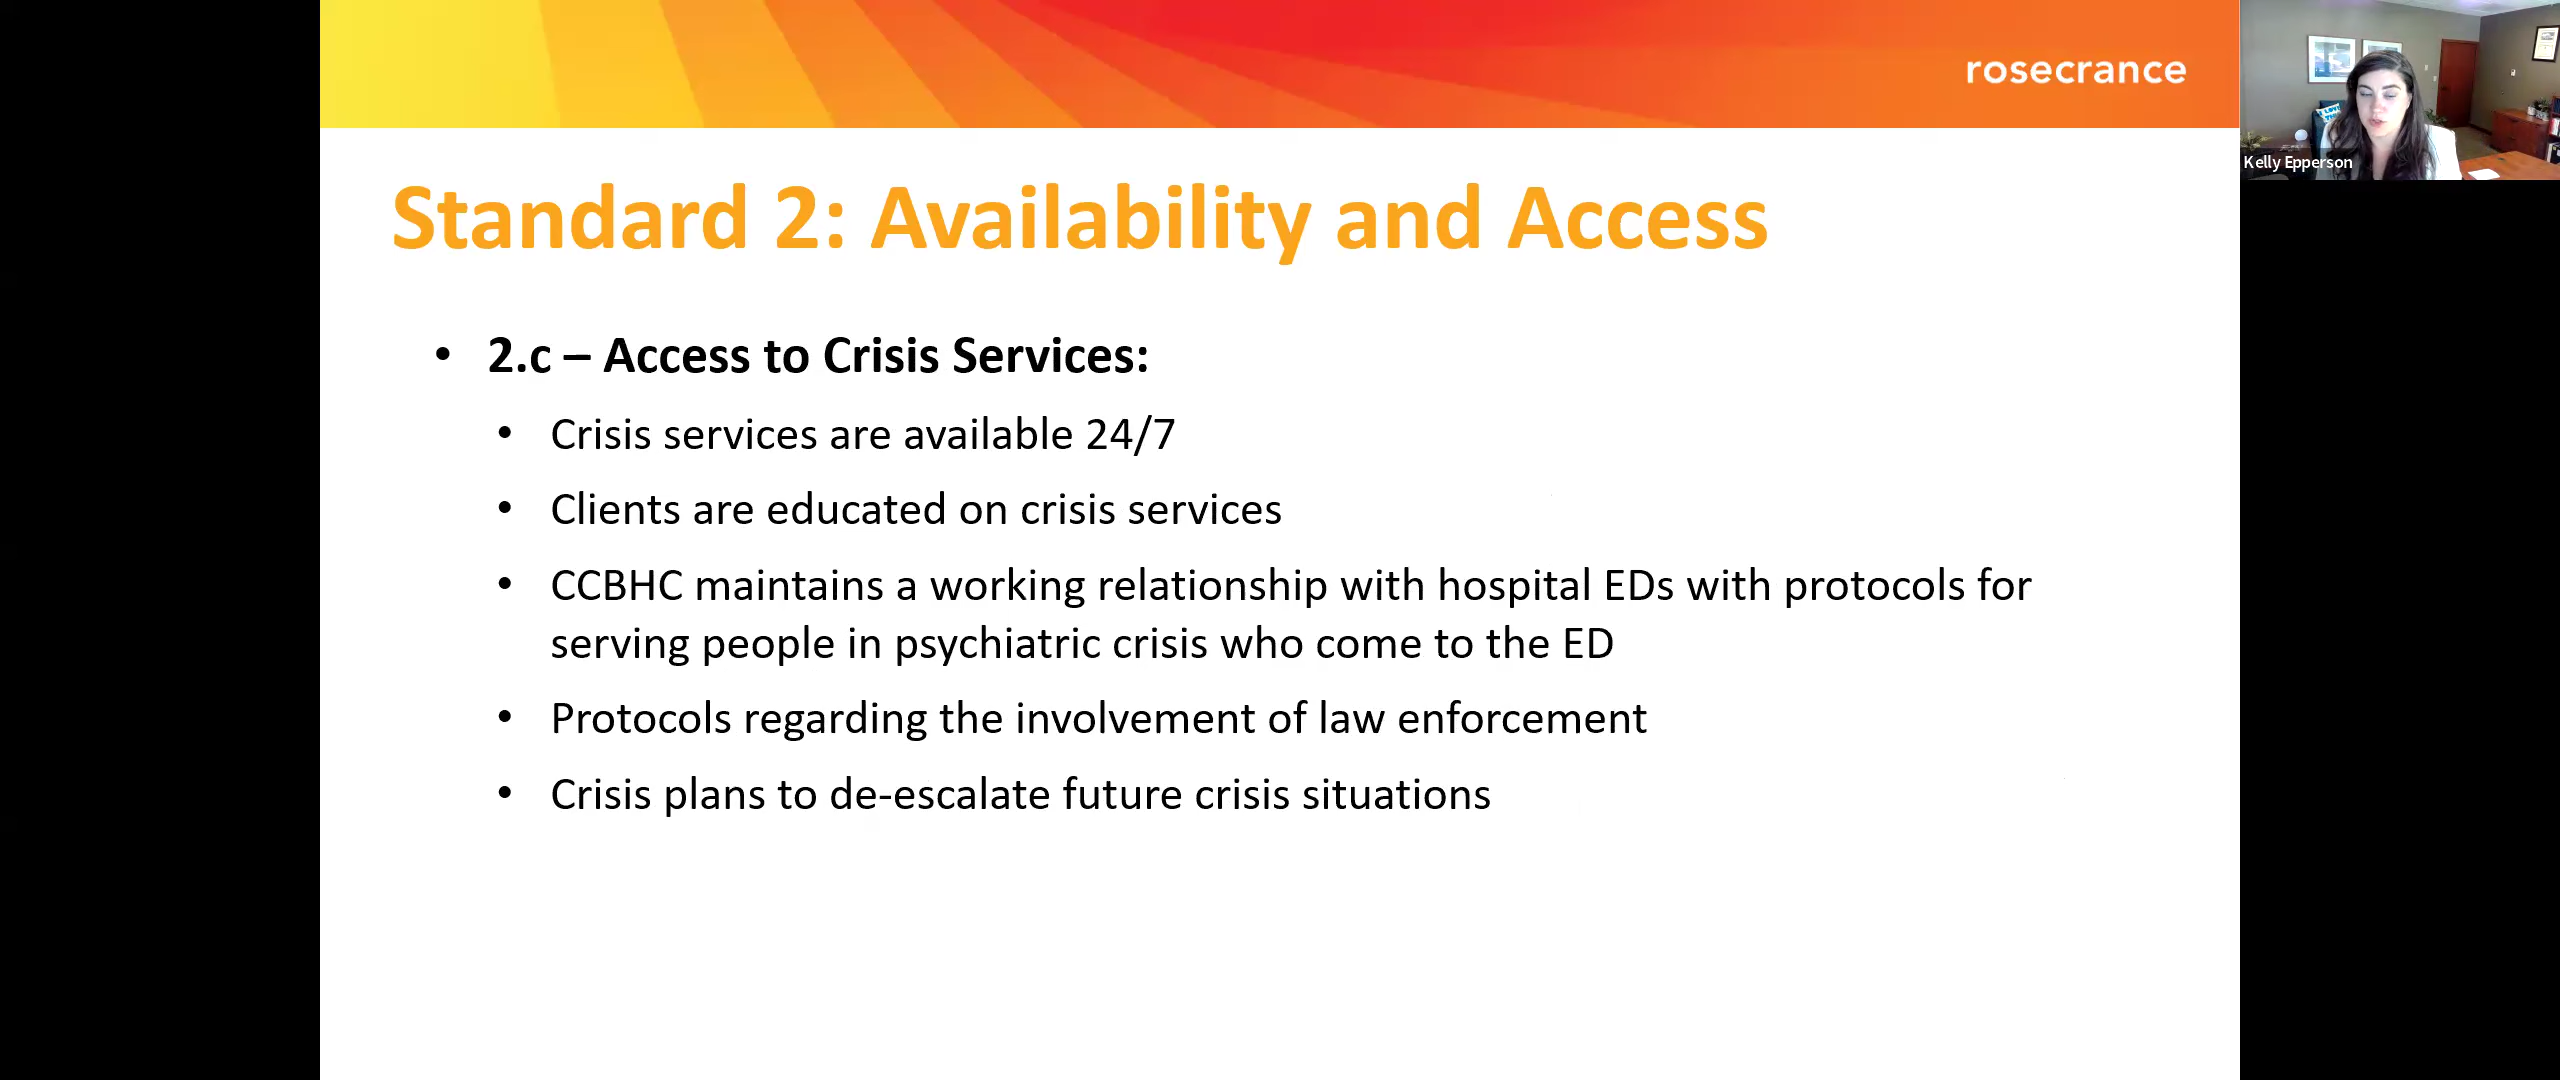 rosecrance
Kelly Epperson
Standard 2: Availability and Access
• 2.c – Access to Crisis Services:
• Crisis services are available 24/7
• Clients are educated on crisis services
• CCBHC maintains a working relationship with hospital EDs with protocols for
serving people in psychiatric crisis who come to the ED
• Protocols regarding the involvement of law enforcement
• Crisis plans to de-escalate future crisis situations